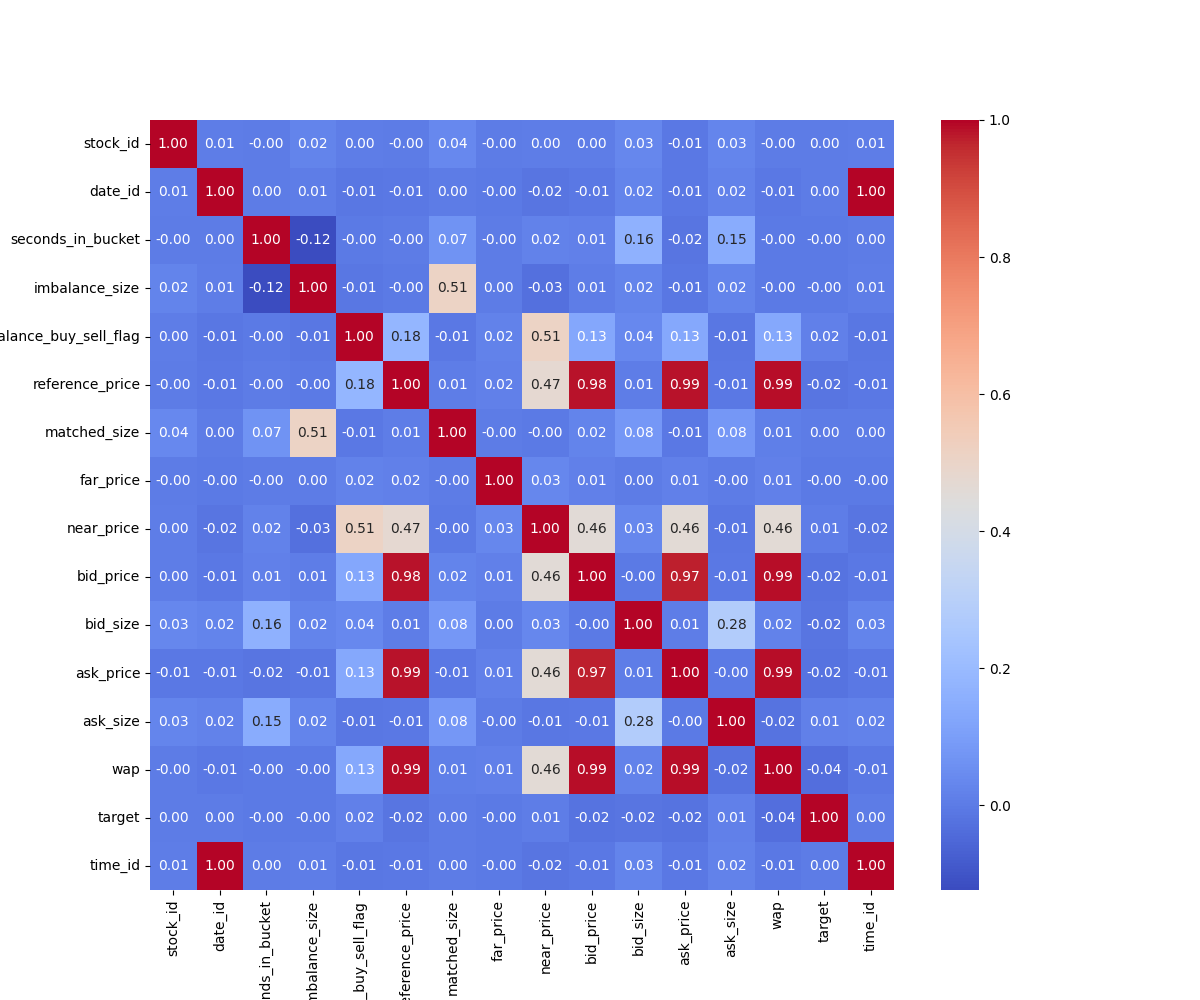 stock_id 1.00 0.01 -0.00 0.02 0.00 -0.00 0.04 -0.00 0.00 0.00 0.03 -0.01 0.03 -0.00 0.00 0.01
date_id 0.01 1.00 0.00 0.01 -0.01 -0.01 0.00 -0.00 -0.02 -0.01 0.02 -0.01 0.02 -0.01 0.00 1.00
seconds_in_bucket -0.00 0.00 1.00 -0.12 -0.00 -0.00 0.07 -0.00 0.02 0.01 0.16 -0.02 0.15 -0.00 -0.00 0.00
imbalance_size 0.02 0.01 -0.12 1.00 -0.01 -0.00 0.51 0.00 -0.03 0.01 0.02 -0.01 0.02 -0.00 -0.00 0.01
alance_buy_sell_flag 0.00 -0.01 -0.00 -0.01 1.00 0.18 -0.01 0.02 0.51 0.13 0.04 0.13 -0.01 0.13 0.02 -0.01
reference_price -0.00 -0.01 -0.00 -0.00 0.18 1.00 0.01 0.02 0.47 0.98 0.01 0.99 -0.01 0.99 -0.02 -0.01
matched_size 0.04 0.00 0.07 0.51 -0.01 0.01 1.00 -0.00 -0.00 0.02 0.08 -0.01 0.08 0.01 0.00 0.00
far_price -0.00 -0.00 -0.00 0.00 0.02 0.02 -0.00 1.00 0.03 0.01 0.00 0.01 -0.00 0.01 -0.00 -0.00
near_price 0.00 -0.02 0.02 -0.03 0.51 0.47 -0.00 0.03 1.00 0.46 0.03 0.46 -0.01 0.46 0.01 -0.02
bid_price 0.00 -0.01 0.01 0.01 0.13 0.98 0.02 0.01 0.46 1.00 -0.00 0.97 -0.01 0.99 -0.02 -0.01
bid_size 0.03 0.02 0.16 0.02 0.04 0.01 0.08 0.00 0.03 -0.00 1.00 0.01 0.28 0.02 -0.02 0.03
ask_price -0.01 -0.01 -0.02 -0.01 0.13 0.99 -0.01 0.01 0.46 0.97 0.01 1.00 -0.00 0.99 -0.02 -0.01
ask_size 0.03 0.02 0.15 0.02 -0.01 -0.01 0.08 -0.00 -0.01 -0.01 0.28 -0.00 1.00 -0.02 0.01 0.02
wap -0.00 -0.01 -0.00 -0.00 0.13 0.99 0.01 0.01 0.46 0.99 0.02 0.99 -0.02 1.00 -0.04 -0.01
target 0.00 0.00 -0.00 -0.00 0.02 -0.02 0.00 -0.00 0.01 -0.02 -0.02 -0.02 0.01 -0.04 1.00 0.00
time_id 0.01 1.00 0.00 0.01 -0.01 -0.01 0.00 -0.00 -0.02 -0.01 0.03 -0.01 0.02 -0.01 0.00 1.00
stock_id
date_id
nds_in_bucket
mbalance_size
_buy_sell_flag
eference_price
matched_size
far_price
near_price
bid_price
bid_size
ask_price
ask_size
wap
target
time_id
1.0
0.8
0.6
0.4
0.2
0.0